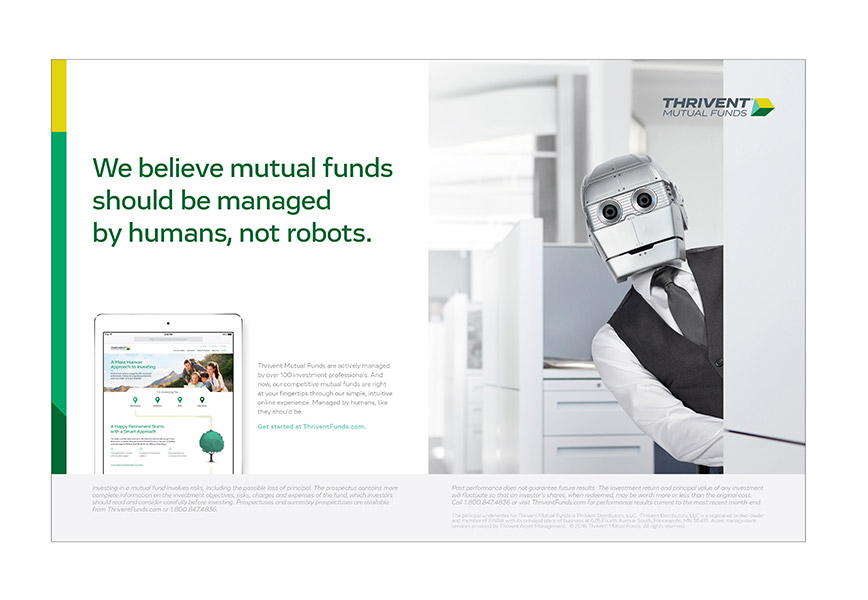 We believe mutual funds
should be managed
by humans, not robots.
THRIVENT
MUTUAL FUNDS
THRIVENT
A More Human
Approach to Investing
A Happy Retirement Starts
with a Smart Approach
Thrivent Mutual Funds are actively managed
by over 100 investment professionals. And
now, our competitive mutual funds are right
at your fingertips through our simple, intuitive
online experience. Managed by humans, like
they should be.
Get started at ThriventFunds.com.
Investing in a mutual fund involves risks, including the possible loss of principal. The prospectus contains more
complete information on the investment objectives, risks, charges and expenses of the fund, which investors
should read and consider carefully before investing. Prospectuses and summary prospectuses are available
from ThriventFunds.com or 1.800.847.4836.
Past performance does not guarantee future results. The investment return and principal value of any investment
will fluctuate so that an investor's shares, when redeemed, may be worth more or less than the original cost.
Call 1.800.847.4836 or visit ThriventFunds.com for performance results current to the most recent month-end.
The principal underwriter for Thrivent Mutual Funds is Thrivent Distributors, LLC. Thrivent Distributors, LLC is a registered broker-dealer
and member of FINRA with its principal place of business at 625 Fourth Avenue South, Minneapolis, MN 55415. Asset management
services provided by Thrivent Asset Management. © 2016 Thrivent Mutual Funds. All rights reserved.